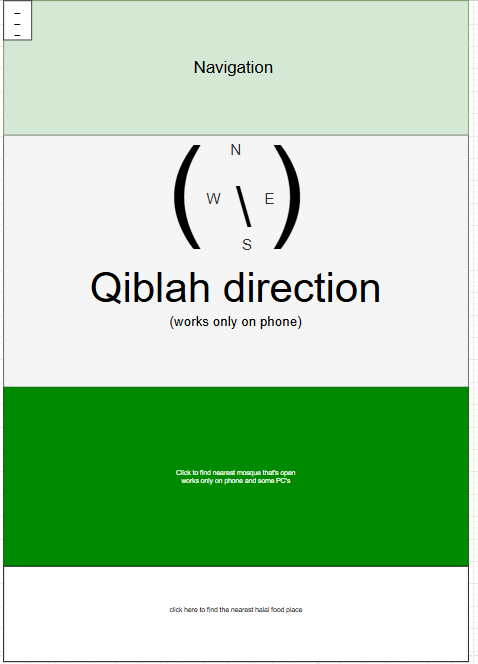 Navigation
N
W E
S
Qiblah direction
(works only on phone)
Click to find nearest mosque that's open
works only on phone and some PC's
click here to find the nearest halal food place